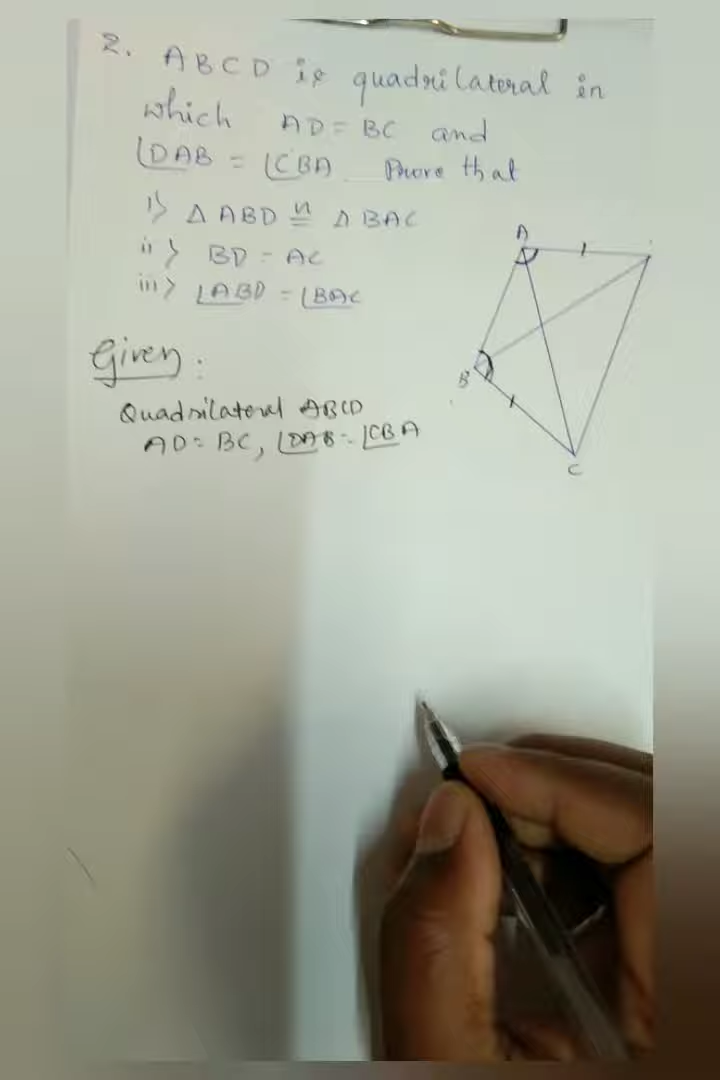 2. ABCD is quadrilateral in
which AD = BC and
∠DAB = ∠CBA Prove that
i> Δ ABD ≅ Δ BAC
ii> BD = AC
iii> ∠ABD = ∠BAC
Given:
Quadrilateral ABCD
AD = BC, ∠DAB = ∠CBA
A
B
C